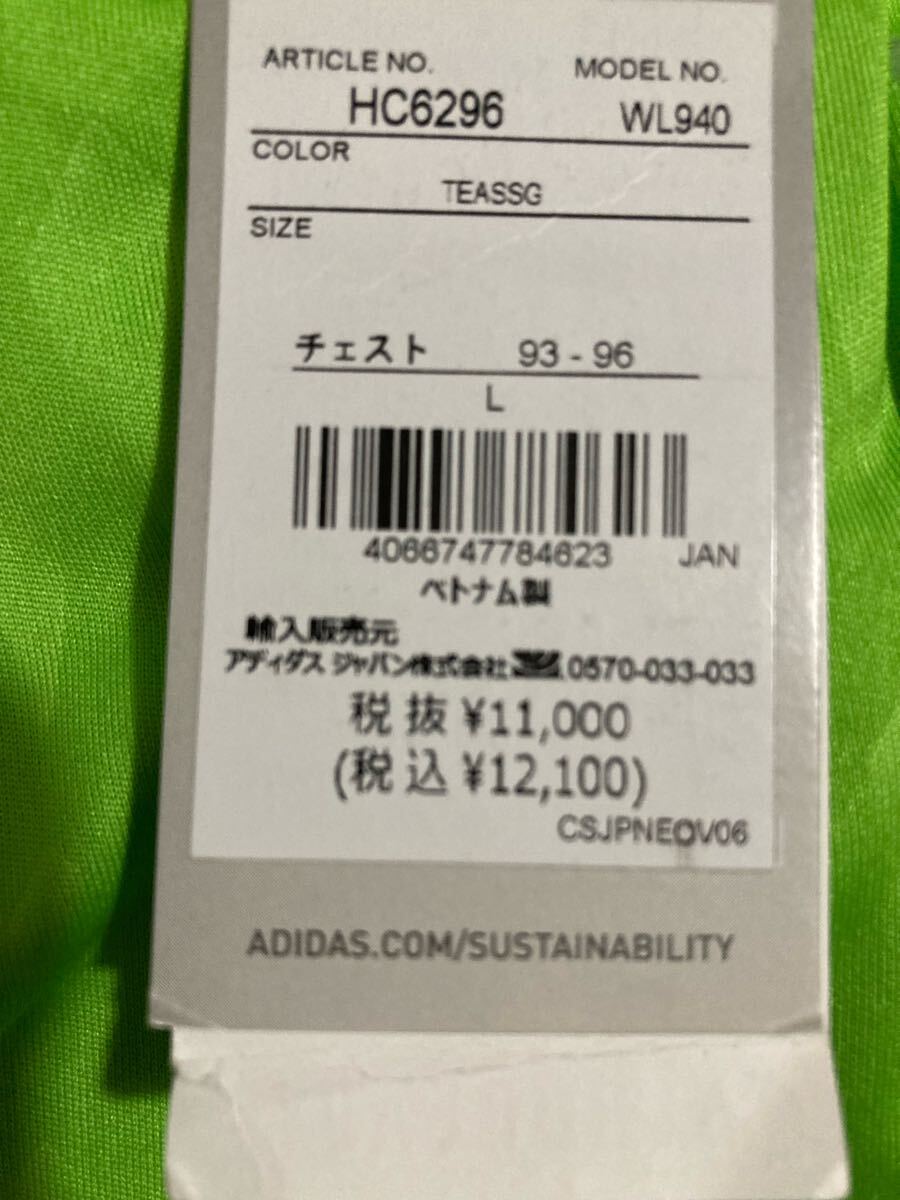 ARTICLE NO. MODEL NO.
HC6296 WL940
COLOR
TEASSG
SIZE
チェスト 93 - 96
L
4066747784623 JAN
ベトナム製
輸入販売元
アディダス ジャパン株式会社 0570-033-033
税抜 ¥11,000
(税込 ¥12,100)
CSJPNEOV06
ADIDAS.COM/SUSTAINABILITY